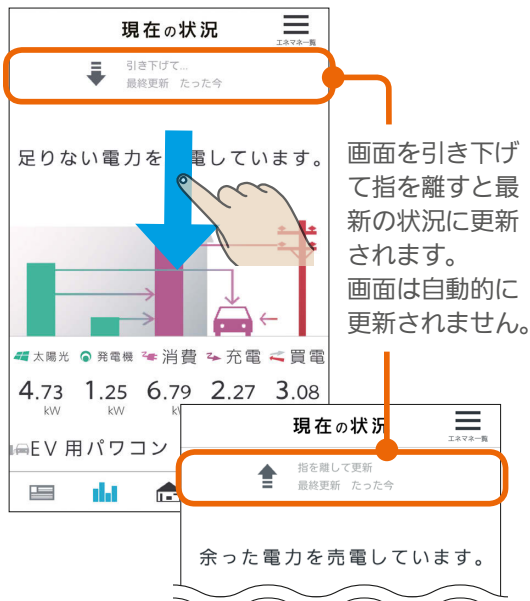 現在の状況
エネマネ一覧
引き下げて...
最終更新 たった今
足りない電力を 電しています。
画面を引き下げ
て指を離すと最
新の状況に更新
されます。
画面は自動的に
更新されません。
太陽光 発電機 消費 充電 買電
4.73 1.25 6.79 2.27 3.08
kW kW k
EV用パワコン
現在の状況
エネマネ一覧
指を離して更新
最終更新 たった今
余った電力を売電しています。